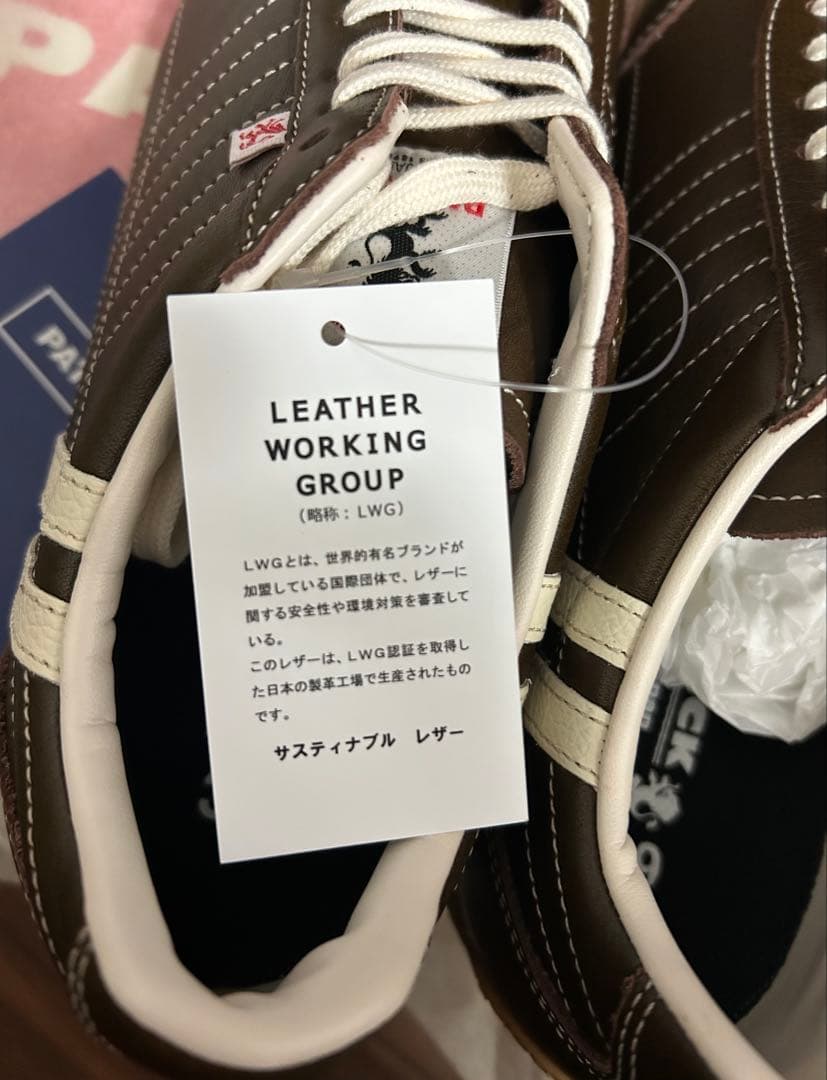 LEATHER
WORKING
GROUP
(略称：LWG)
LWGとは、世界的有名ブランドが
加盟している国際団体で、レザーに
関する安全性や環境対策を審査して
いる。
このレザーは、LWG認証を取得し
た日本の製革工場で生産されたもの
です。
サスティナブル　レザー